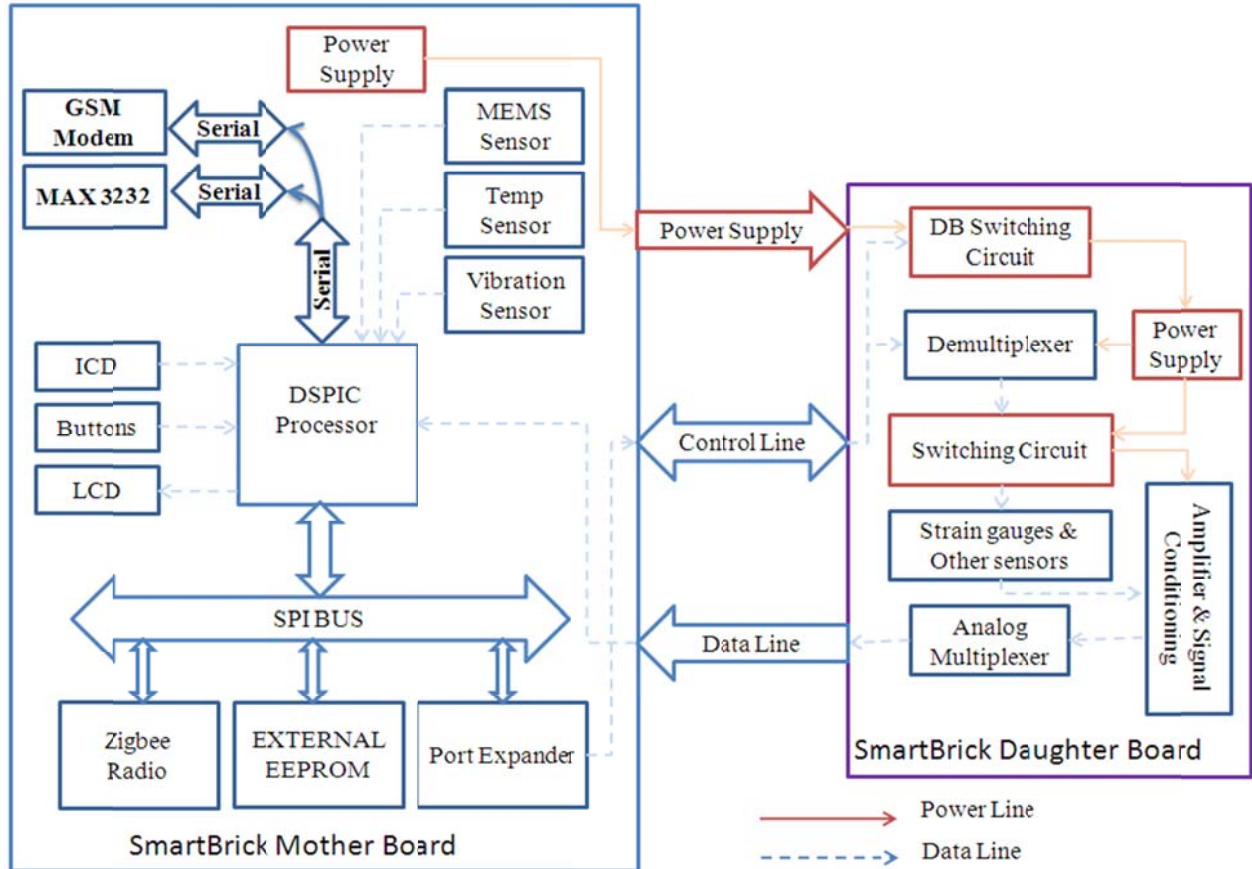 Power
Supply
GSM
Modem
Serial
MAX 3232
Serial
Serial
MEMS
Sensor
Temp
Sensor
Vibration
Sensor
ICD
Buttons
LCD
DSPIC
Processor
SPI BUS
Zigbee
Radio
EXTERNAL
EEPROM
Port Expander
SmartBrick Mother Board
Power Supply
Control Line
Data Line
DB Switching
Circuit
Demultiplexer
Power
Supply
Switching Circuit
Strain gauges &
Other sensors
Analog
Multiplexer
Amplifier & Signal
Conditioning
SmartBrick Daughter Board
Power Line
Data Line